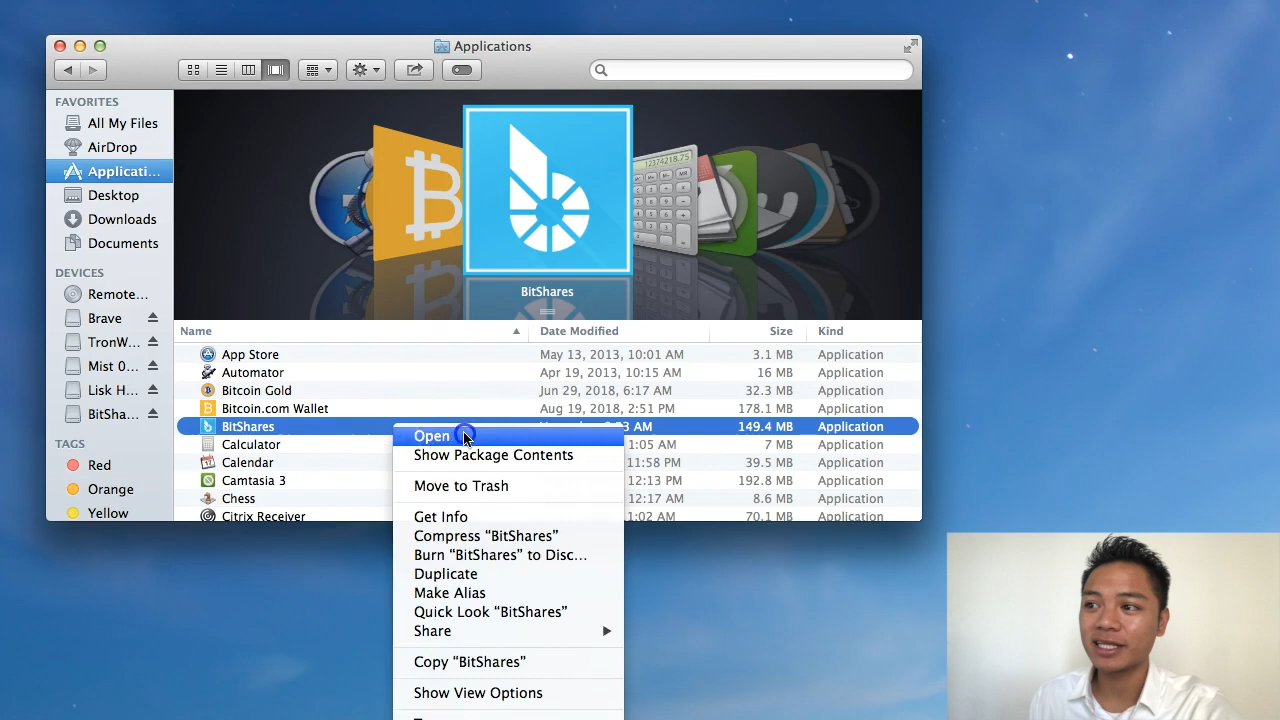 Applications
FAVORITES
All My Files
AirDrop
Applicati...
Desktop
Downloads
Documents
DEVICES
Remote...
Brave
TronW...
Mist 0...
Lisk H...
BitSha...
TAGS
Red
Orange
Yellow
12374218.75
BitShares
Name Date Modified Size Kind
App Store May 13, 2013, 10:01 AM 3.1 MB Application
Automator Apr 19, 2013, 10:15 AM 16 MB Application
Bitcoin Gold Jun 29, 2018, 6:17 AM 32.3 MB Application
Bitcoin.com Wallet Aug 19, 2018, 2:51 PM 178.1 MB Application
BitShares 3 AM 149.4 MB Application
Calculator 1:05 AM 7 MB Application
Calendar 11:58 PM 39.5 MB Application
Camtasia 3 12:13 PM 192.8 MB Application
Chess 12:17 AM 8.6 MB Application
Citrix Receiver 1:02 AM 70.1 MB Application
Open
Show Package Contents
Move to Trash
Get Info
Compress “BitShares”
Burn “BitShares” to Disc...
Duplicate
Make Alias
Quick Look “BitShares”
Share
Copy “BitShares”
Show View Options